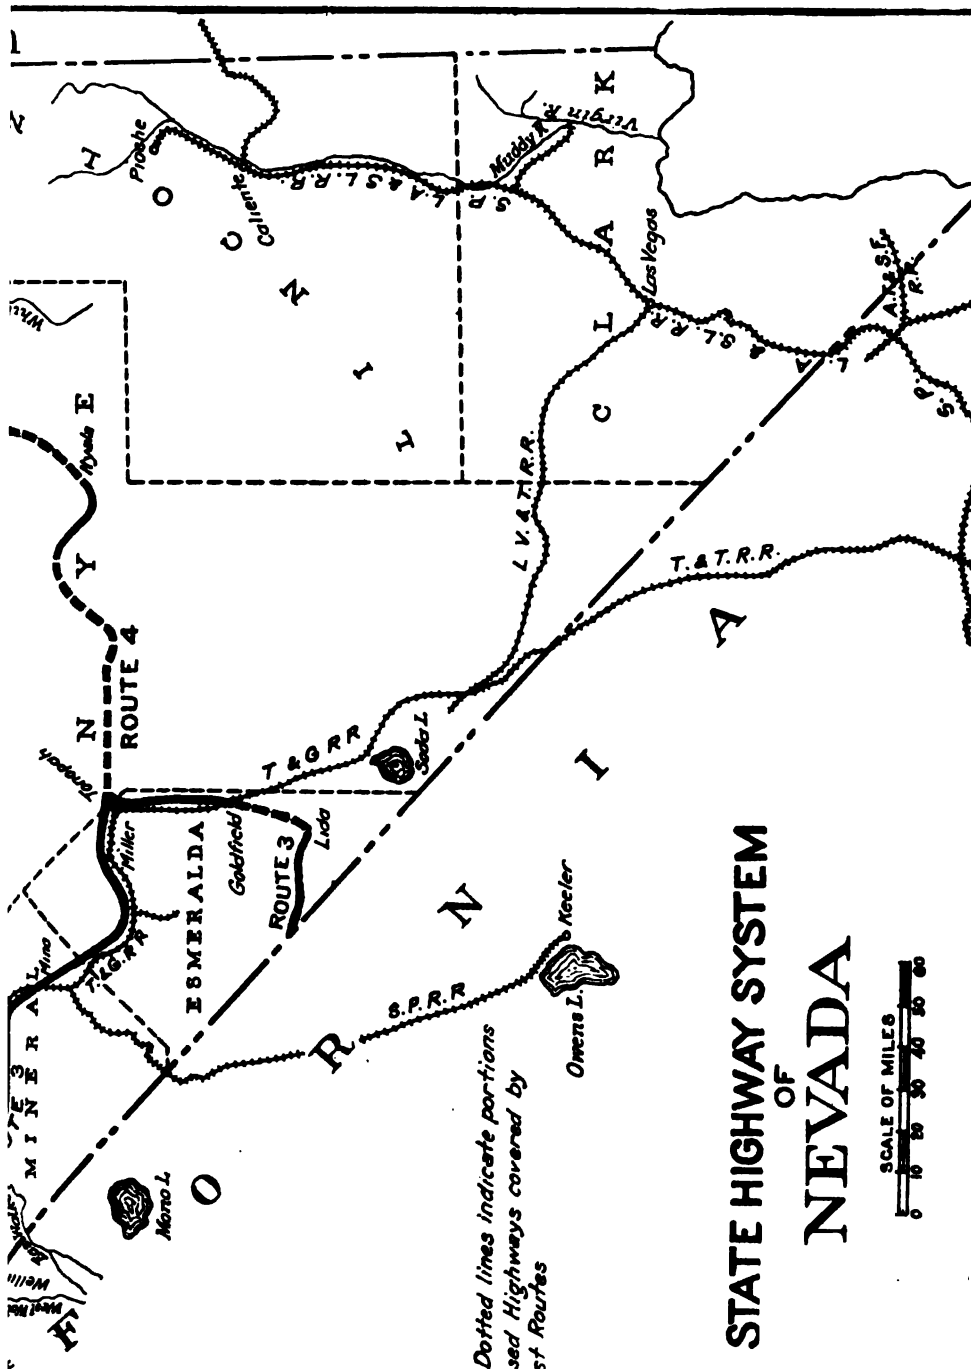 STATE HIGHWAY SYSTEM
OF
NEVADA
SCALE OF MILES
0 10 20 30 40 50 60
Dotted lines indicate portions
sed Highways covered by
st Routes
Mono L
Owens L.
Keeler
S.P.R.R
O
R
N
I
A
MINERAL
Mina
T. & G. R R
Miller
Tonopah
ESMERALDA
Goldfield
ROUTE 3
Lida
T & G R R
Soda L
NYE
ROUTE 4
Nyala
L V. & T. R. R.
T. & T. R. R.
LINCOLN
Pioche
Caliente
L. A & S. L. R. R.
S. P.
Muddy R
Virgin R.
CLARK
Las Vegas
L. A & S. L. R. R
A. T. & S. F.
R. R.
S. P.